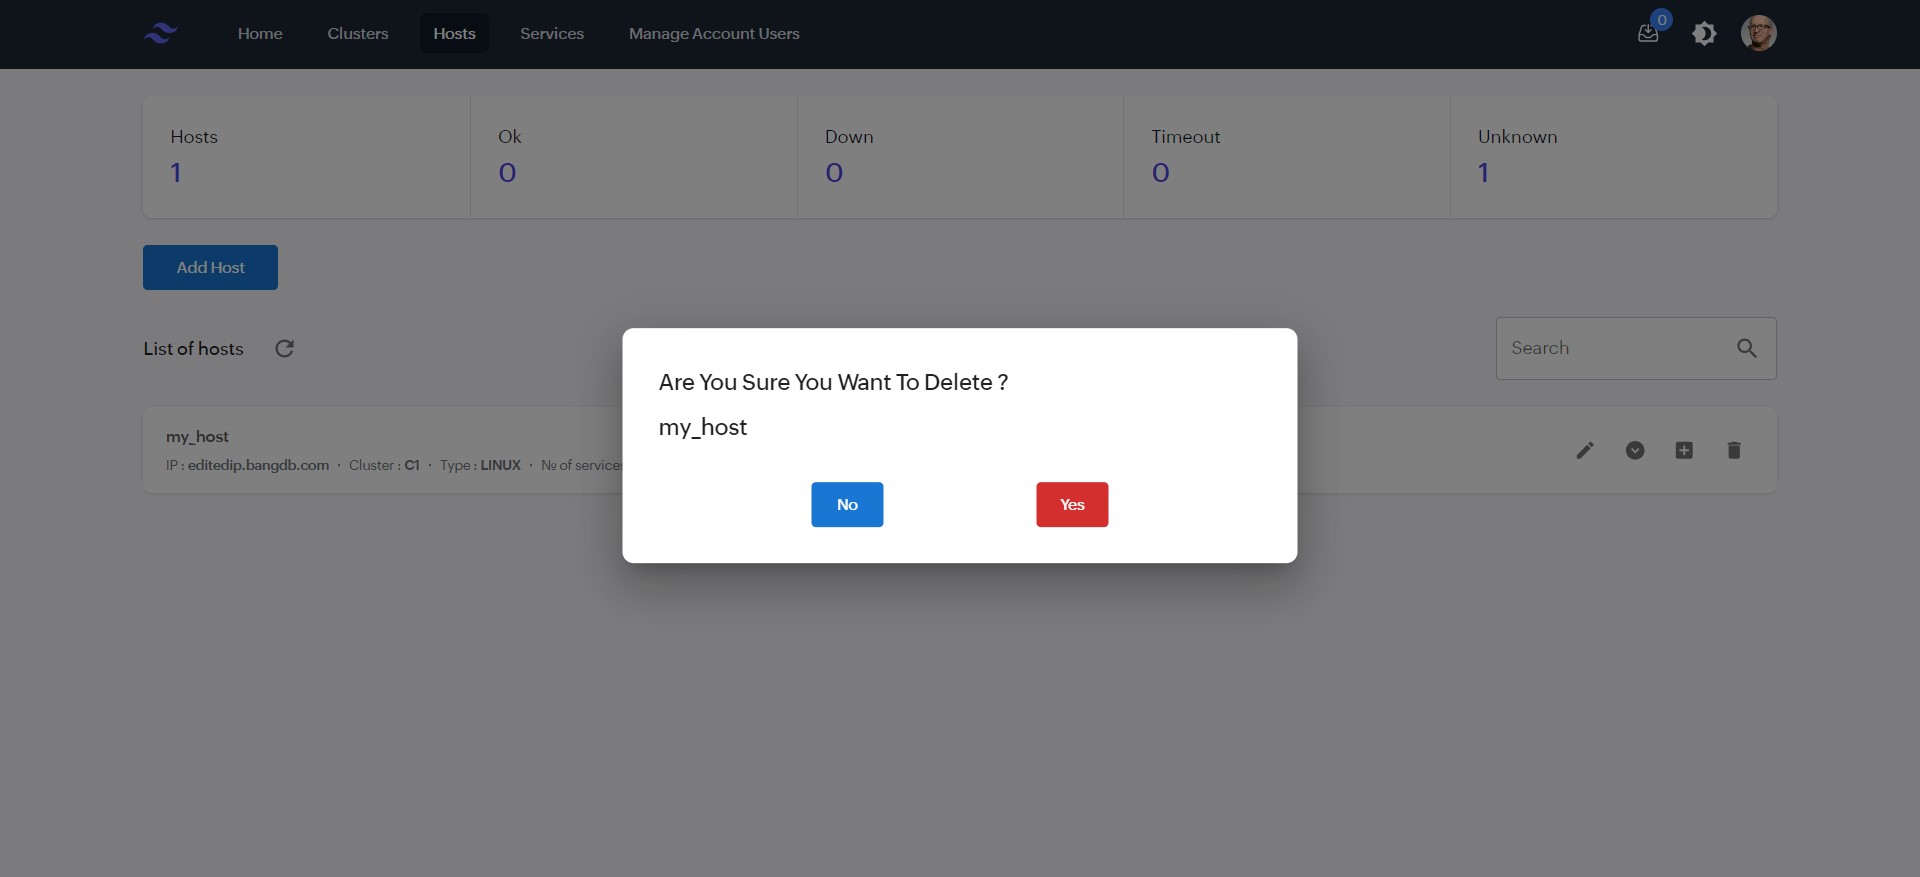 Home Clusters Hosts Services Manage Account Users 0
Hosts Ok Down Timeout Unknown
1 0 0 0 1
Add Host
List of hosts Search
Are You Sure You Want To Delete ?
my_host
my_host
IP : editedip.bangdb.com · Cluster : C1 · Type : LINUX · № of services
No Yes